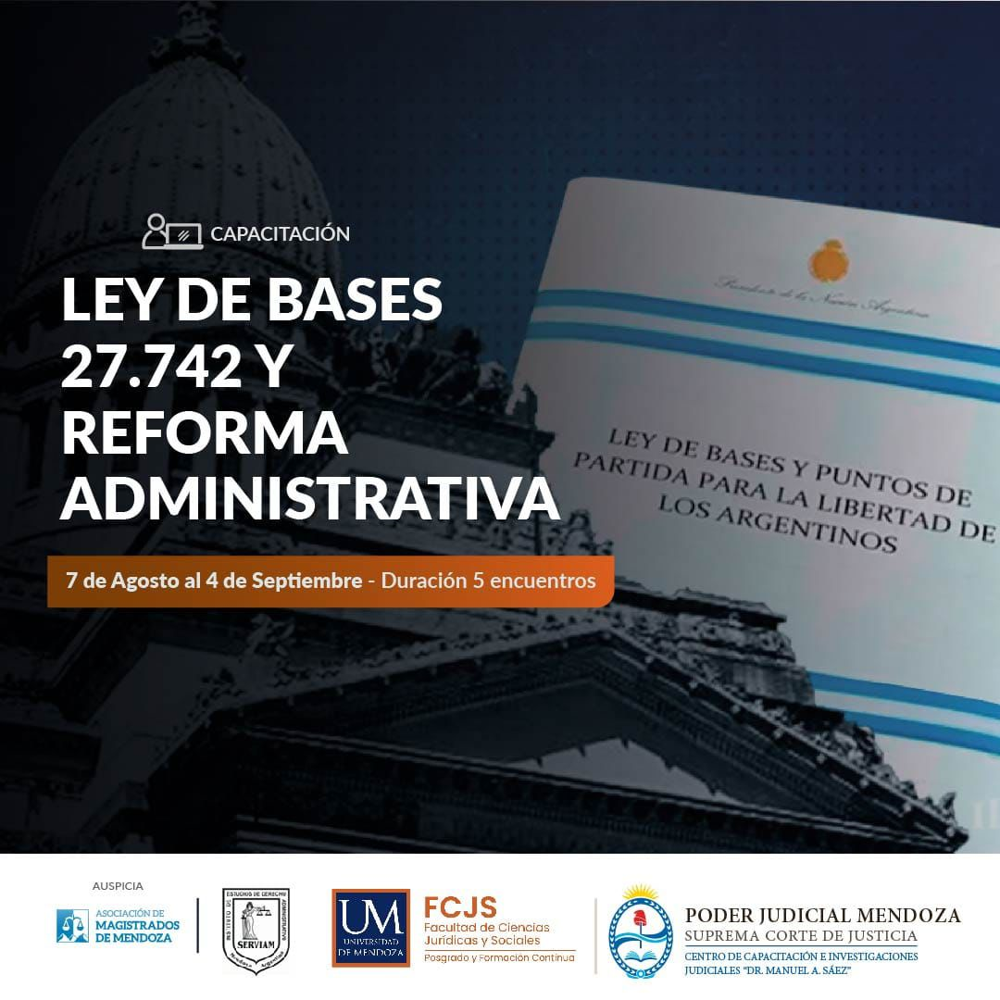 CAPACITACIÓN
LEY DE BASES
27.742 Y
REFORMA
ADMINISTRATIVA
7 de Agosto al 4 de Septiembre - Duración 5 encuentros
Presidente de la Nación Argentina
LEY DE BASES Y PUNTOS DE
PARTIDA PARA LA LIBERTAD DE
LOS ARGENTINOS
AUSPICIA
ASOCIACIÓN DE
MAGISTRADOS
DE MENDOZA
INSTITUTO DE ESTUDIOS DE DERECHO ADMINISTRATIVO
SERVIAM
Mendoza Argentina
UM
UNIVERSIDAD
DE MENDOZA
FCJS
Facultad de Ciencias
Jurídicas y Sociales
Posgrado y Formación Continua
PODER JUDICIAL MENDOZA
SUPREMA CORTE DE JUSTICIA
CENTRO DE CAPACITACIÓN E INVESTIGACIONES
JUDICIALES "DR. MANUEL A. SÁEZ"